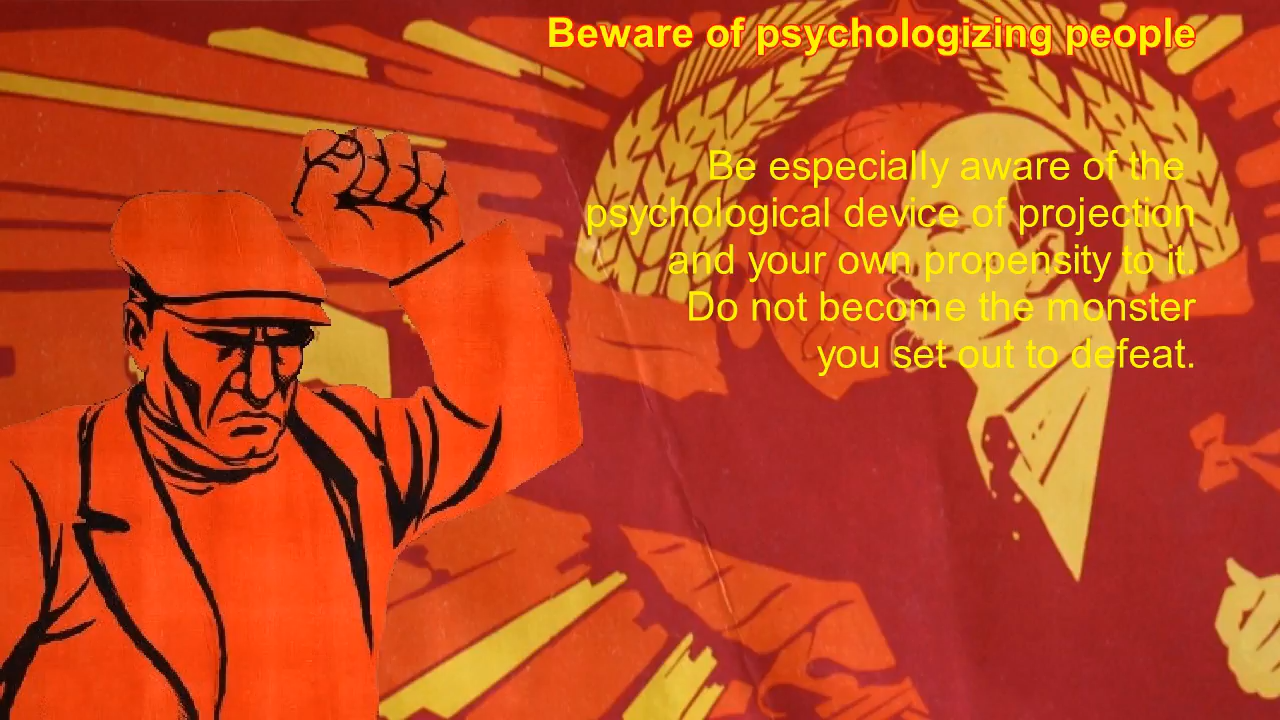 Beware of psychologizing people
Be especially aware of the
psychological device of projection
and your own propensity to it.
Do not become the monster
you set out to defeat.